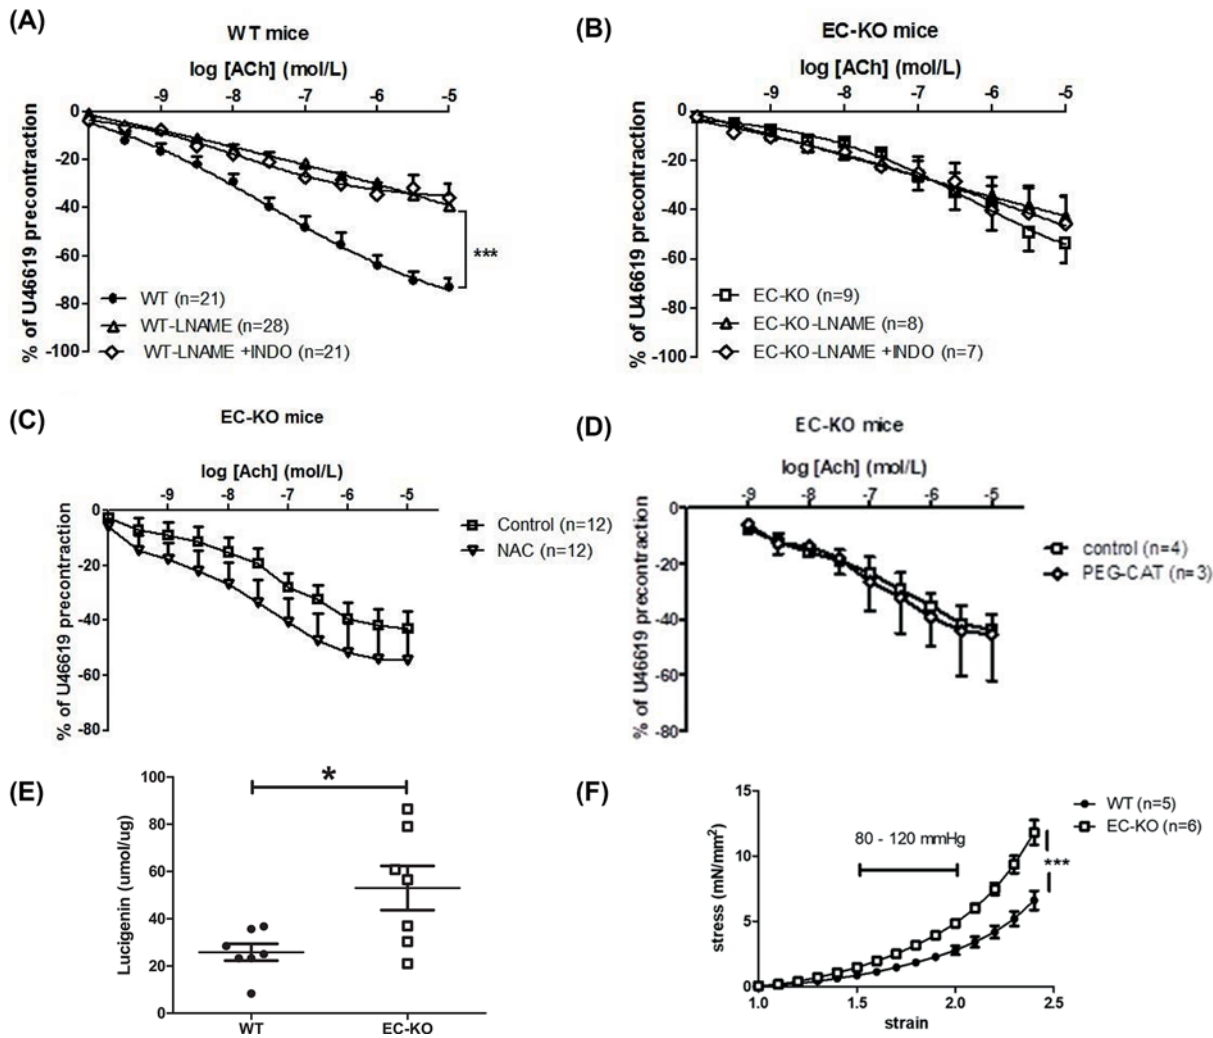 (A)
WT mice
log [ACh] (mol/L)
-9 -8 -7 -6 -5
0
-20
-40
-60
-80
-100
% of U46619 precontraction
***
WT (n=21)
WT-LNAME (n=28)
WT-LNAME +INDO (n=21)
(B)
EC-KO mice
log [ACh] (mol/L)
-9 -8 -7 -6 -5
0
-20
-40
-60
-80
-100
% of U46619 precontraction
EC-KO (n=9)
EC-KO-LNAME (n=8)
EC-KO-LNAME +INDO (n=7)
(C)
EC-KO mice
log [Ach] (mol/L)
-9 -8 -7 -6 -5
0
-20
-40
-60
-80
% of U46619 precontraction
Control (n=12)
NAC (n=12)
(D)
EC-KO mice
log [Ach] (mol/L)
-9 -8 -7 -6 -5
0
-20
-40
-60
-80
% of U46619 precontraction
control (n=4)
PEG-CAT (n=3)
(E)
100
80
60
40
20
0
Lucigenin (umol/ug)
*
WT EC-KO
(F)
15
10
5
0
stress (mN/mm²)
80 - 120 mmHg
WT (n=5)
EC-KO (n=6)
***
1.0 1.5 2.0 2.5
strain